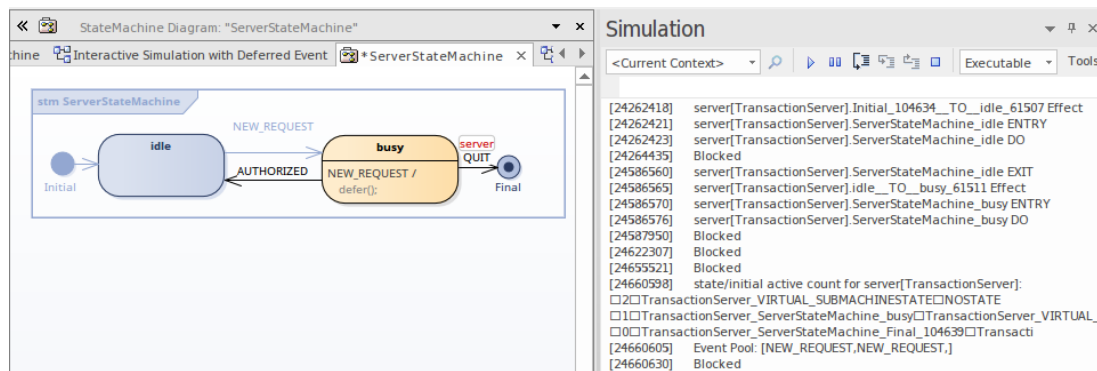 StateMachine Diagram: "ServerStateMachine"
hine Interactive Simulation with Deferred Event *ServerStateMachine
stm ServerStateMachine
NEW_REQUEST
idle
busy
server
QUIT
AUTHORIZED
NEW_REQUEST /
defer();
Initial
Final
Simulation
<Current Context>
Executable
Tools
[24262418] server[TransactionServer].Initial_104634__TO__idle_61507 Effect
[24262421] server[TransactionServer].ServerStateMachine_idle ENTRY
[24262423] server[TransactionServer].ServerStateMachine_idle DO
[24264435] Blocked
[24586560] server[TransactionServer].ServerStateMachine_idle EXIT
[24586565] server[TransactionServer].idle__TO__busy_61511 Effect
[24586570] server[TransactionServer].ServerStateMachine_busy ENTRY
[24586576] server[TransactionServer].ServerStateMachine_busy DO
[24587950] Blocked
[24622307] Blocked
[24655521] Blocked
[24660598] state/initial active count for server[TransactionServer]:
□2□TransactionServer_VIRTUAL_SUBMACHINESTATE□NOSTATE
□1□TransactionServer_ServerStateMachine_busy□TransactionServer_VIRTUAL_
□0□TransactionServer_ServerStateMachine_Final_104639□Transacti
[24660605] Event Pool: [NEW_REQUEST,NEW_REQUEST,]
[24660630] Blocked